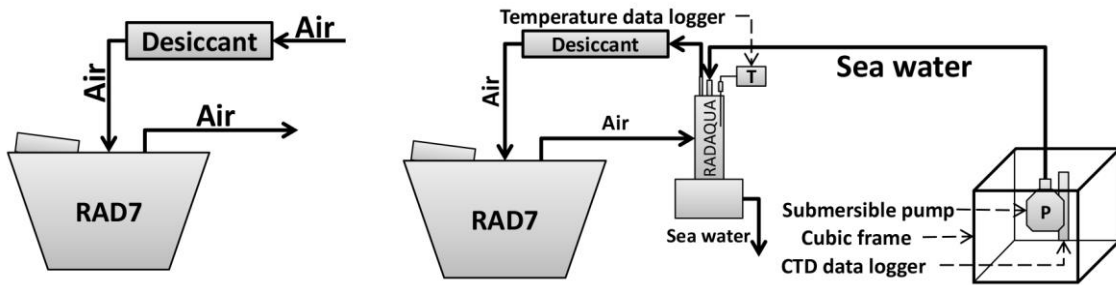 Air
Desiccant
Air
Air
RAD7
Temperature data logger
Desiccant
T
Sea water
Air
Air
RADAQUA
RAD7
Sea water
Submersible pump
P
Cubic frame
CTD data logger